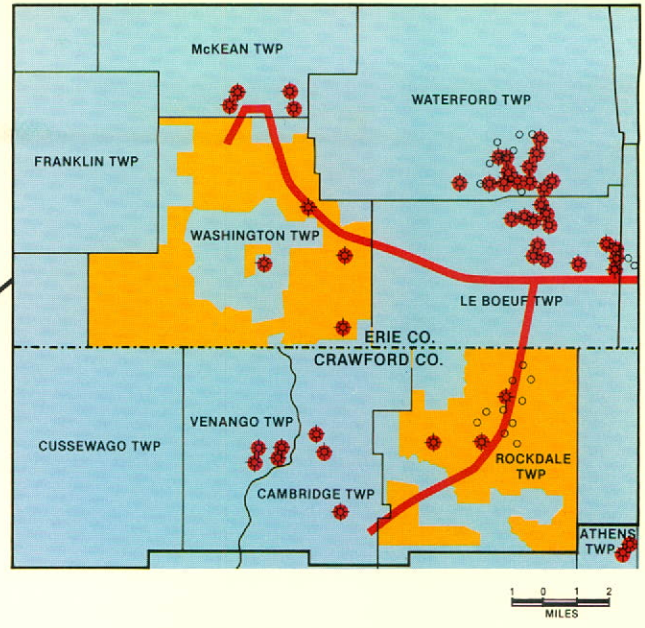 McKEAN TWP
WATERFORD TWP
FRANKLIN TWP
WASHINGTON TWP
LE BOEUF TWP
ERIE CO.
CRAWFORD CO.
VENANGO TWP
CUSSEWAGO TWP
ROCKDALE
TWP
CAMBRIDGE TWP
ATHENS
TWP.
1 0 1 2
MILES